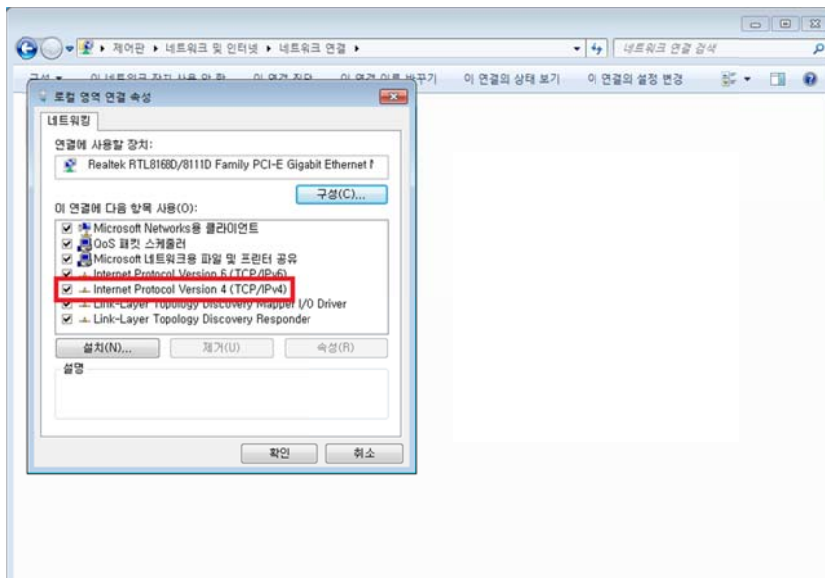 제어판 ▸ 네트워크 및 인터넷 ▸ 네트워크 연결 ▸
네트워크 연결 검색
이 연결의 상태 보기
이 연결의 설정 변경
로컬 영역 연결 속성
네트워킹
연결에 사용할 장치:
Realtek RTL8168D/8111D Family PCI-E Gigabit Ethernet
구성(C)...
이 연결에 다음 항목 사용(O):
Microsoft Networks용 클라이언트
QoS 패킷 스케줄러
Microsoft 네트워크용 파일 및 프린터 공유
Internet Protocol Version 6 (TCP/IPv6)
Internet Protocol Version 4 (TCP/IPv4)
Link-Layer Topology Discovery Mapper I/O Driver
Link-Layer Topology Discovery Responder
설치(N)...
제거(U)
속성(R)
설명
확인
취소